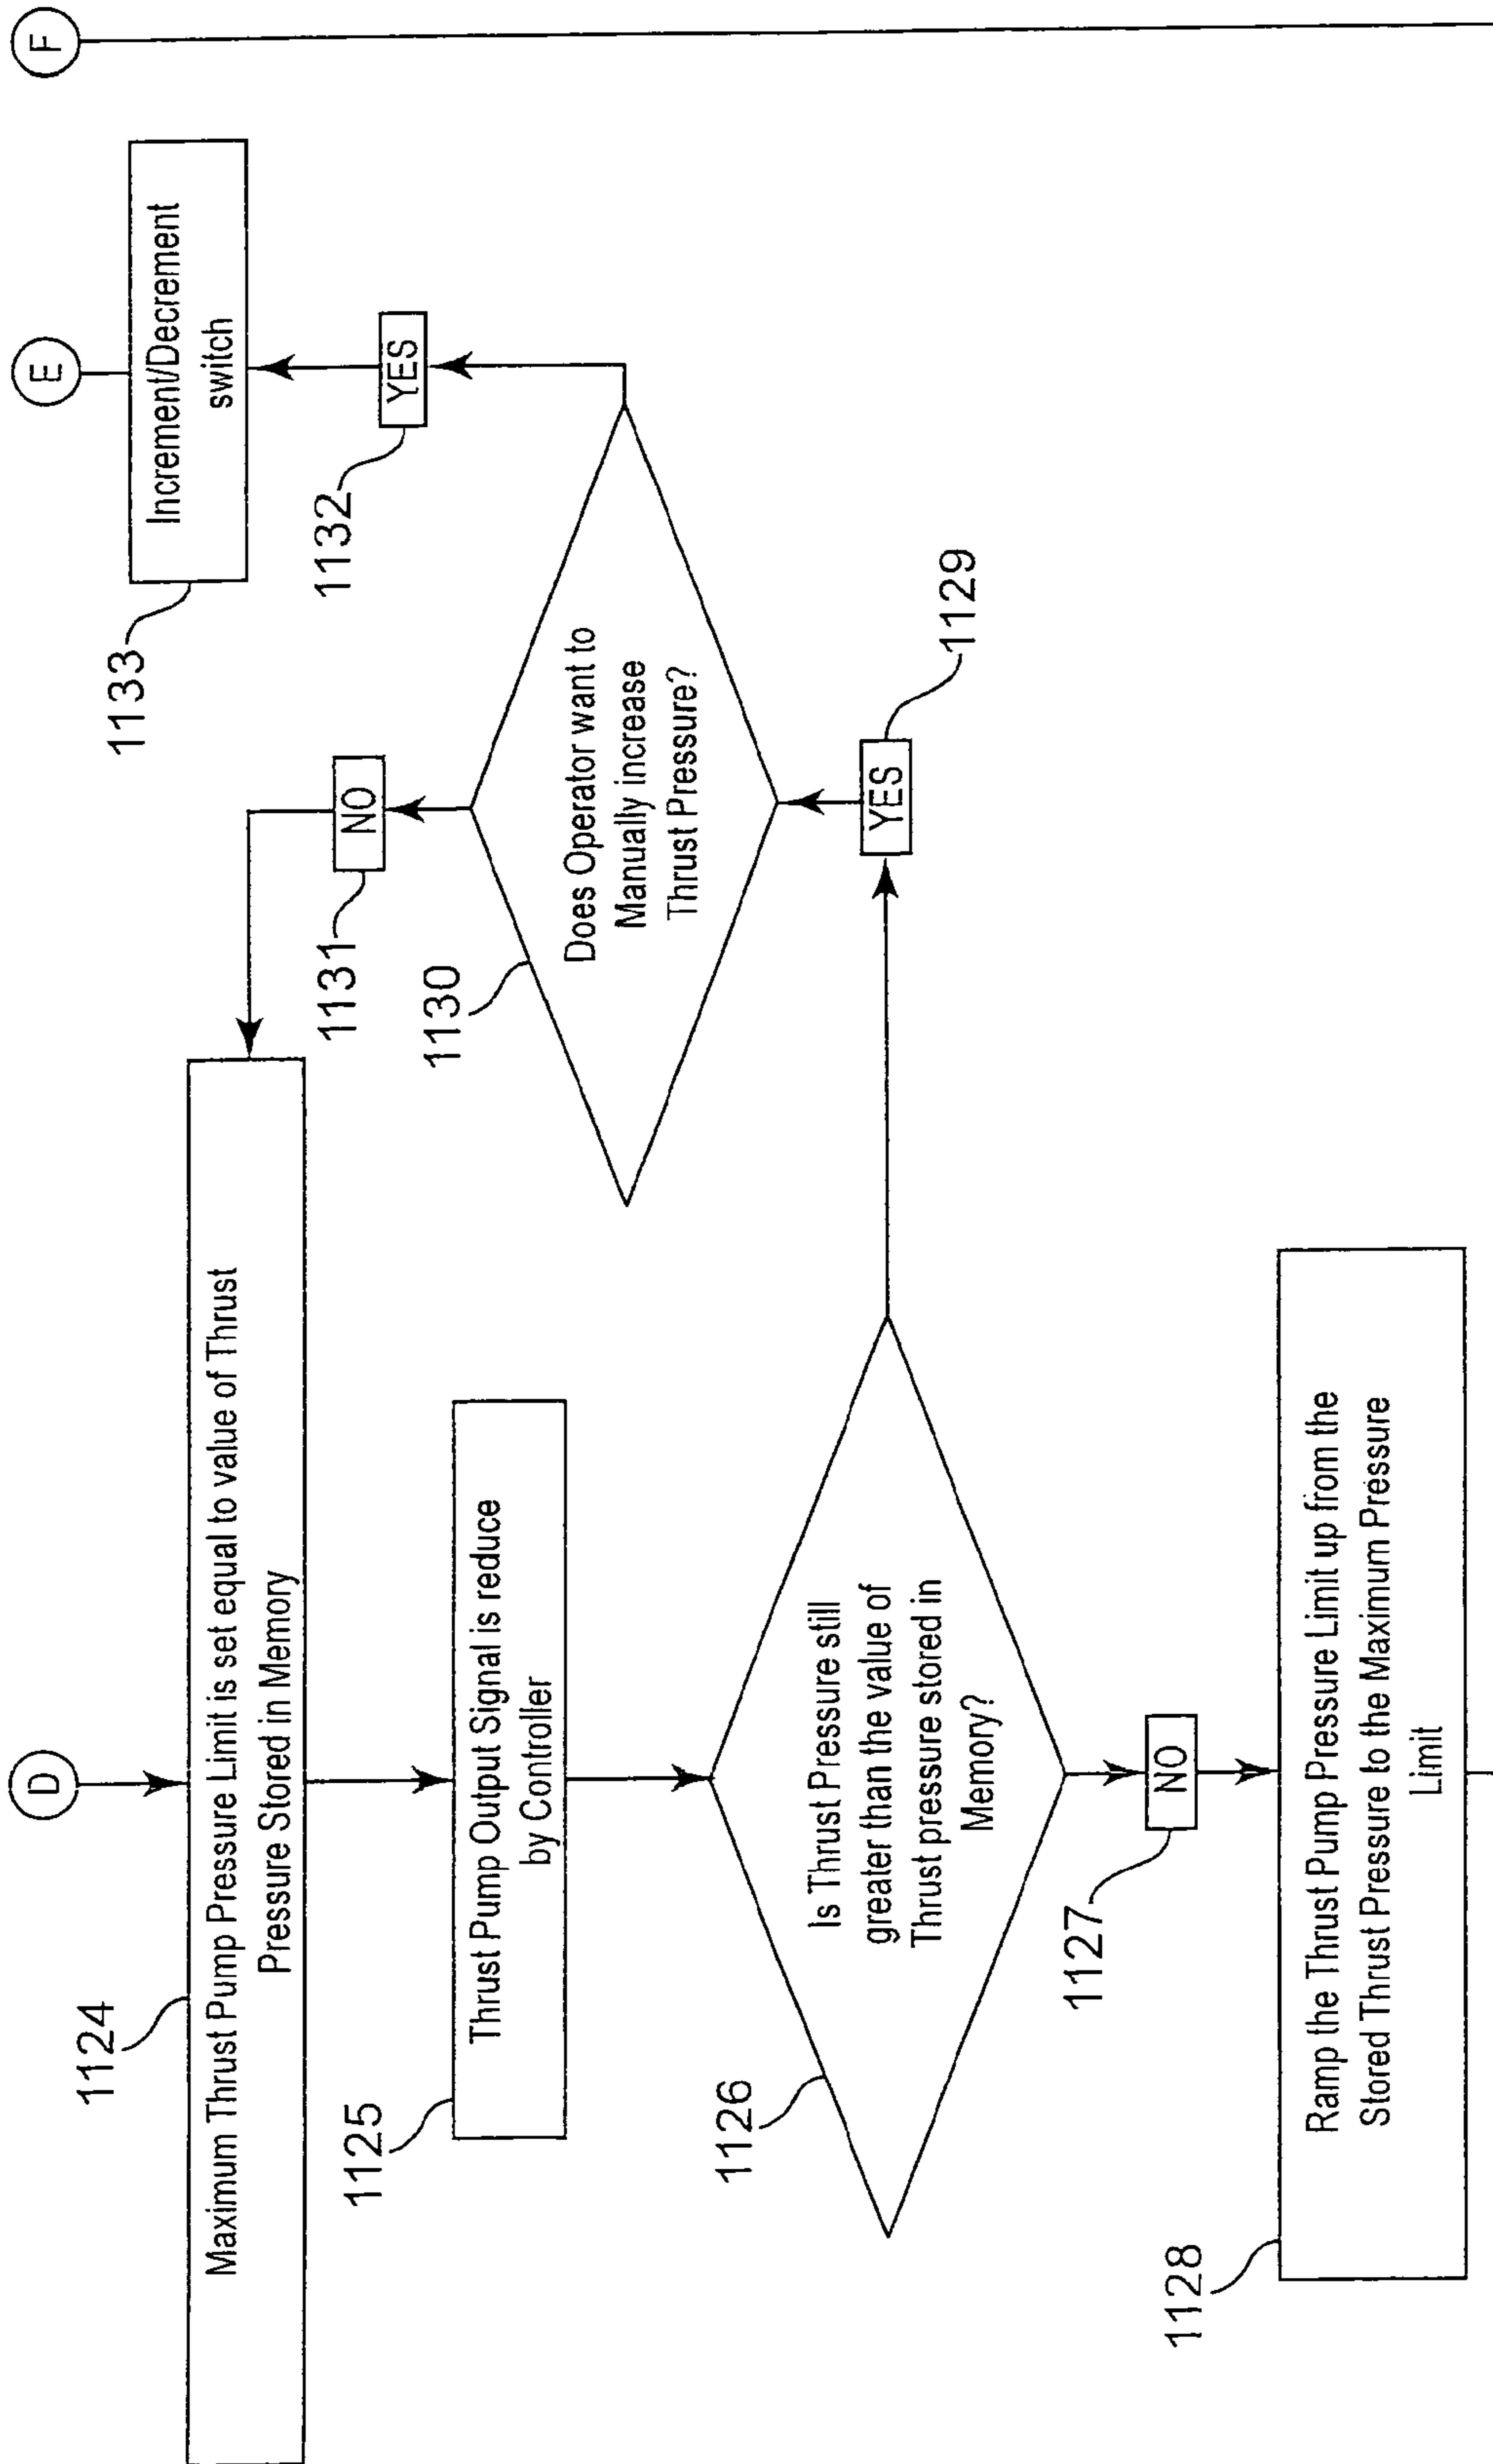 D
E
F
1124
Maximum Thrust Pump Pressure Limit is set equal to value of Thrust
Pressure Stored in Memory
1133
Increment/Decrement
switch
1125
Thrust Pump Output Signal is reduce
by Controller
1131
NO
1132
YES
1130
Does Operator want to
Manually increase
Thrust Pressure?
1126
Is Thrust Pressure still
greater than the value of
Thrust pressure stored in
Memory?
YES
1129
1127
NO
1128
Ramp the Thrust Pump Pressure Limit up from the
Stored Thrust Pressure to the Maximum Pressure
Limit